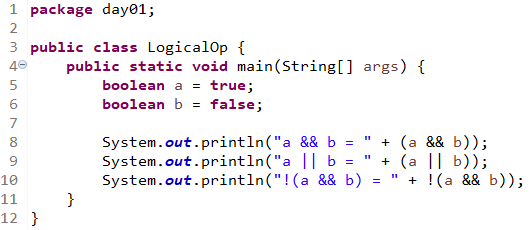 1 package day01;
2
3 public class LogicalOp {
4     public static void main(String[] args) {
5         boolean a = true;
6         boolean b = false;
7
8         System.out.println("a && b = " + (a && b));
9         System.out.println("a || b = " + (a || b));
10         System.out.println("!(a && b) = " + !(a && b));
11     }
12 }